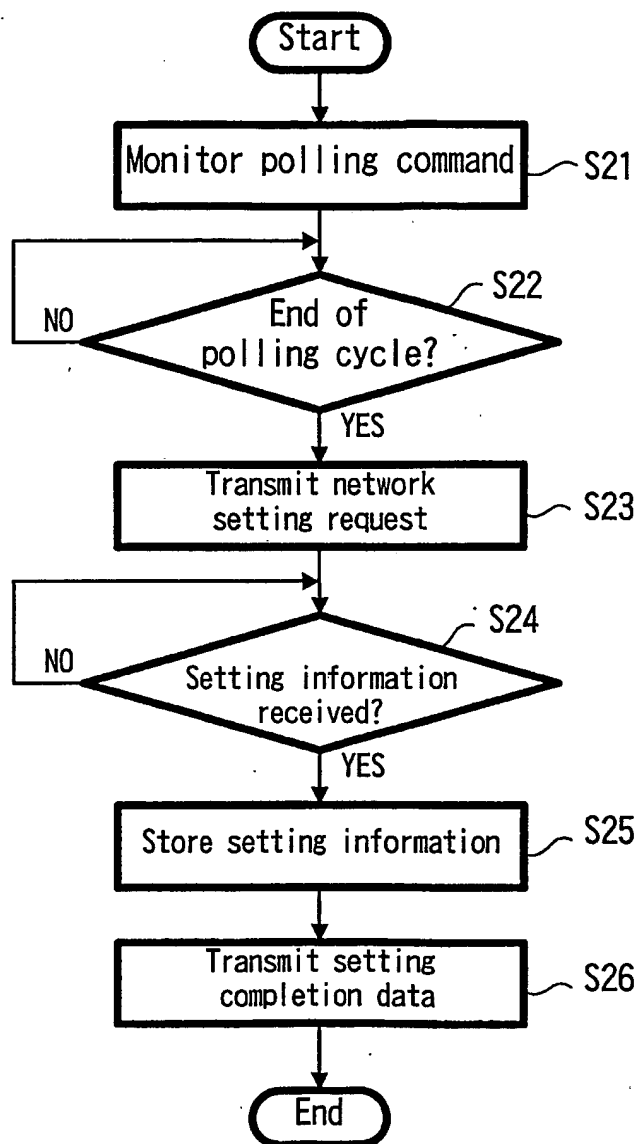 Start
Monitor polling command
S21
S22
End of
polling cycle?
NO
YES
Transmit network
setting request
S23
S24
NO
Setting information
received?
YES
Store setting information
S25
Transmit setting
completion data
S26
End